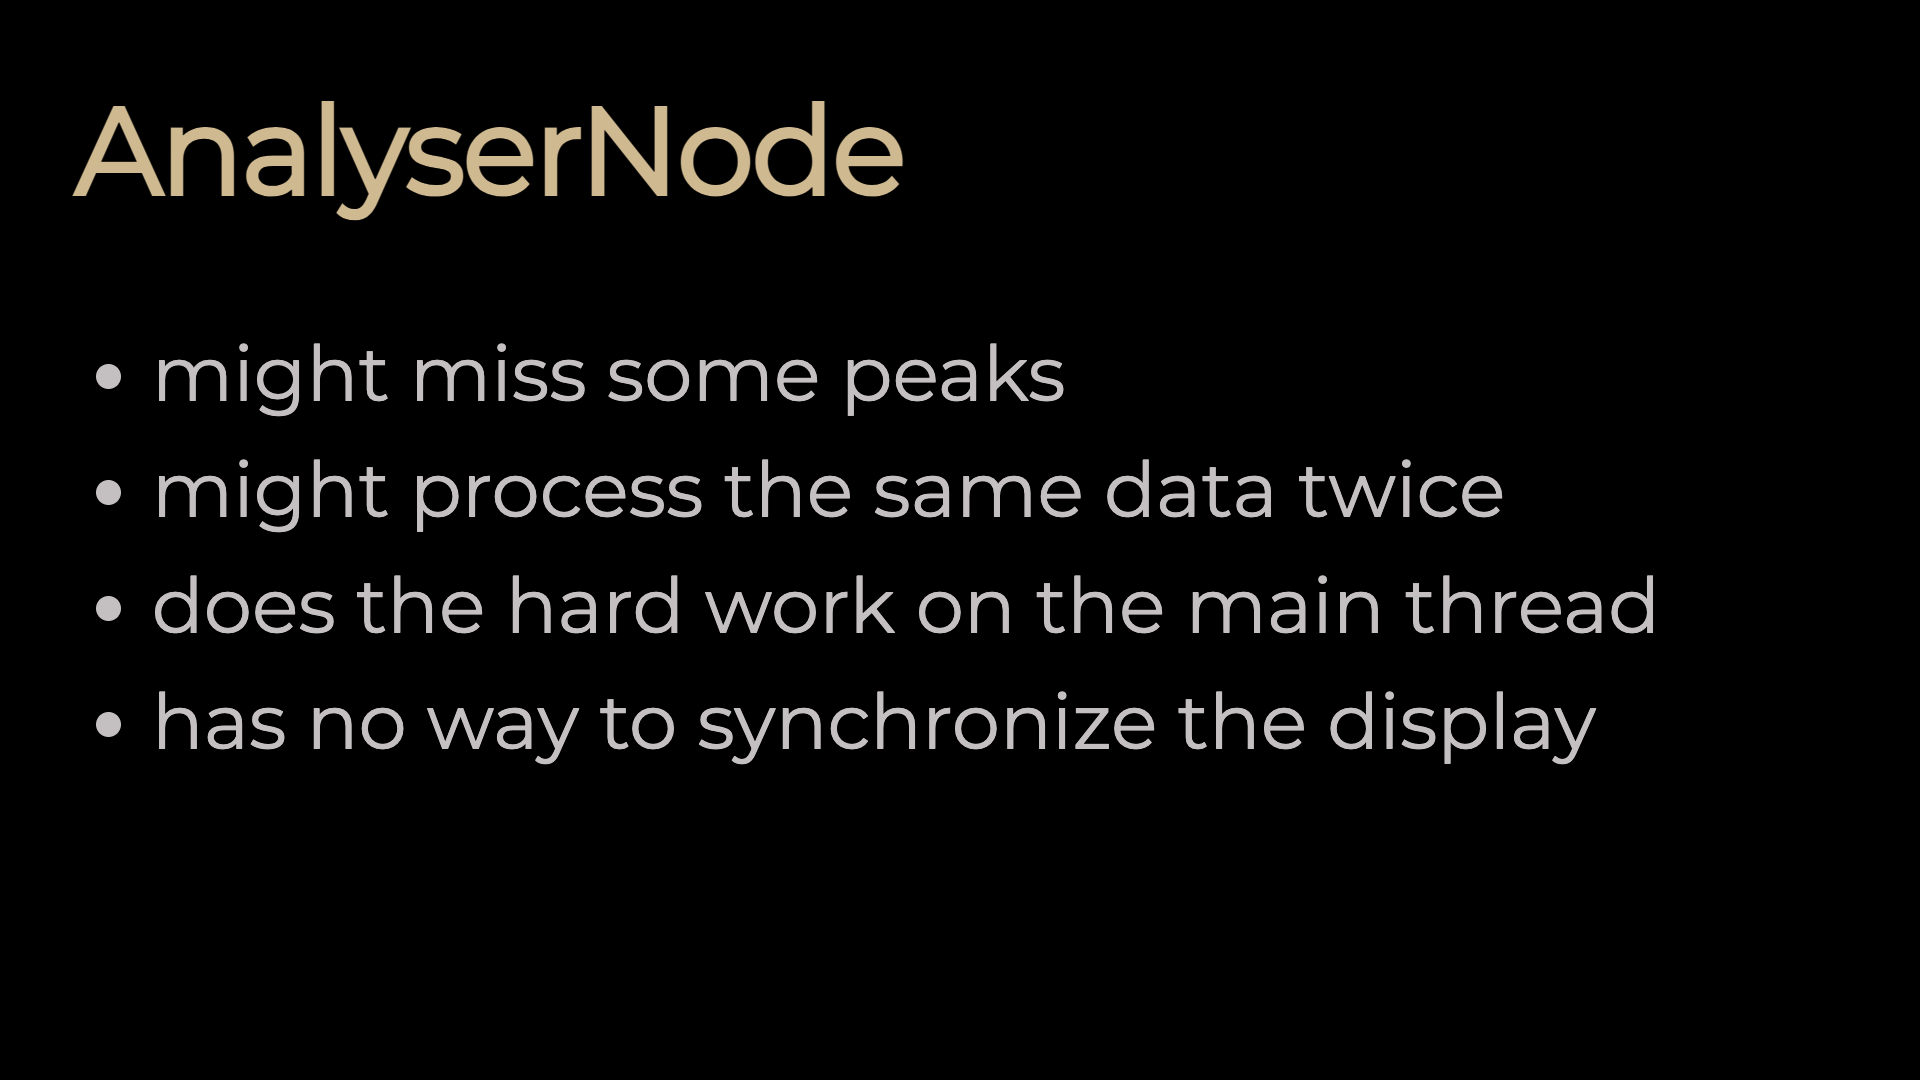 AnalyserNode
• might miss some peaks
• might process the same data twice
• does the hard work on the main thread
• has no way to synchronize the display